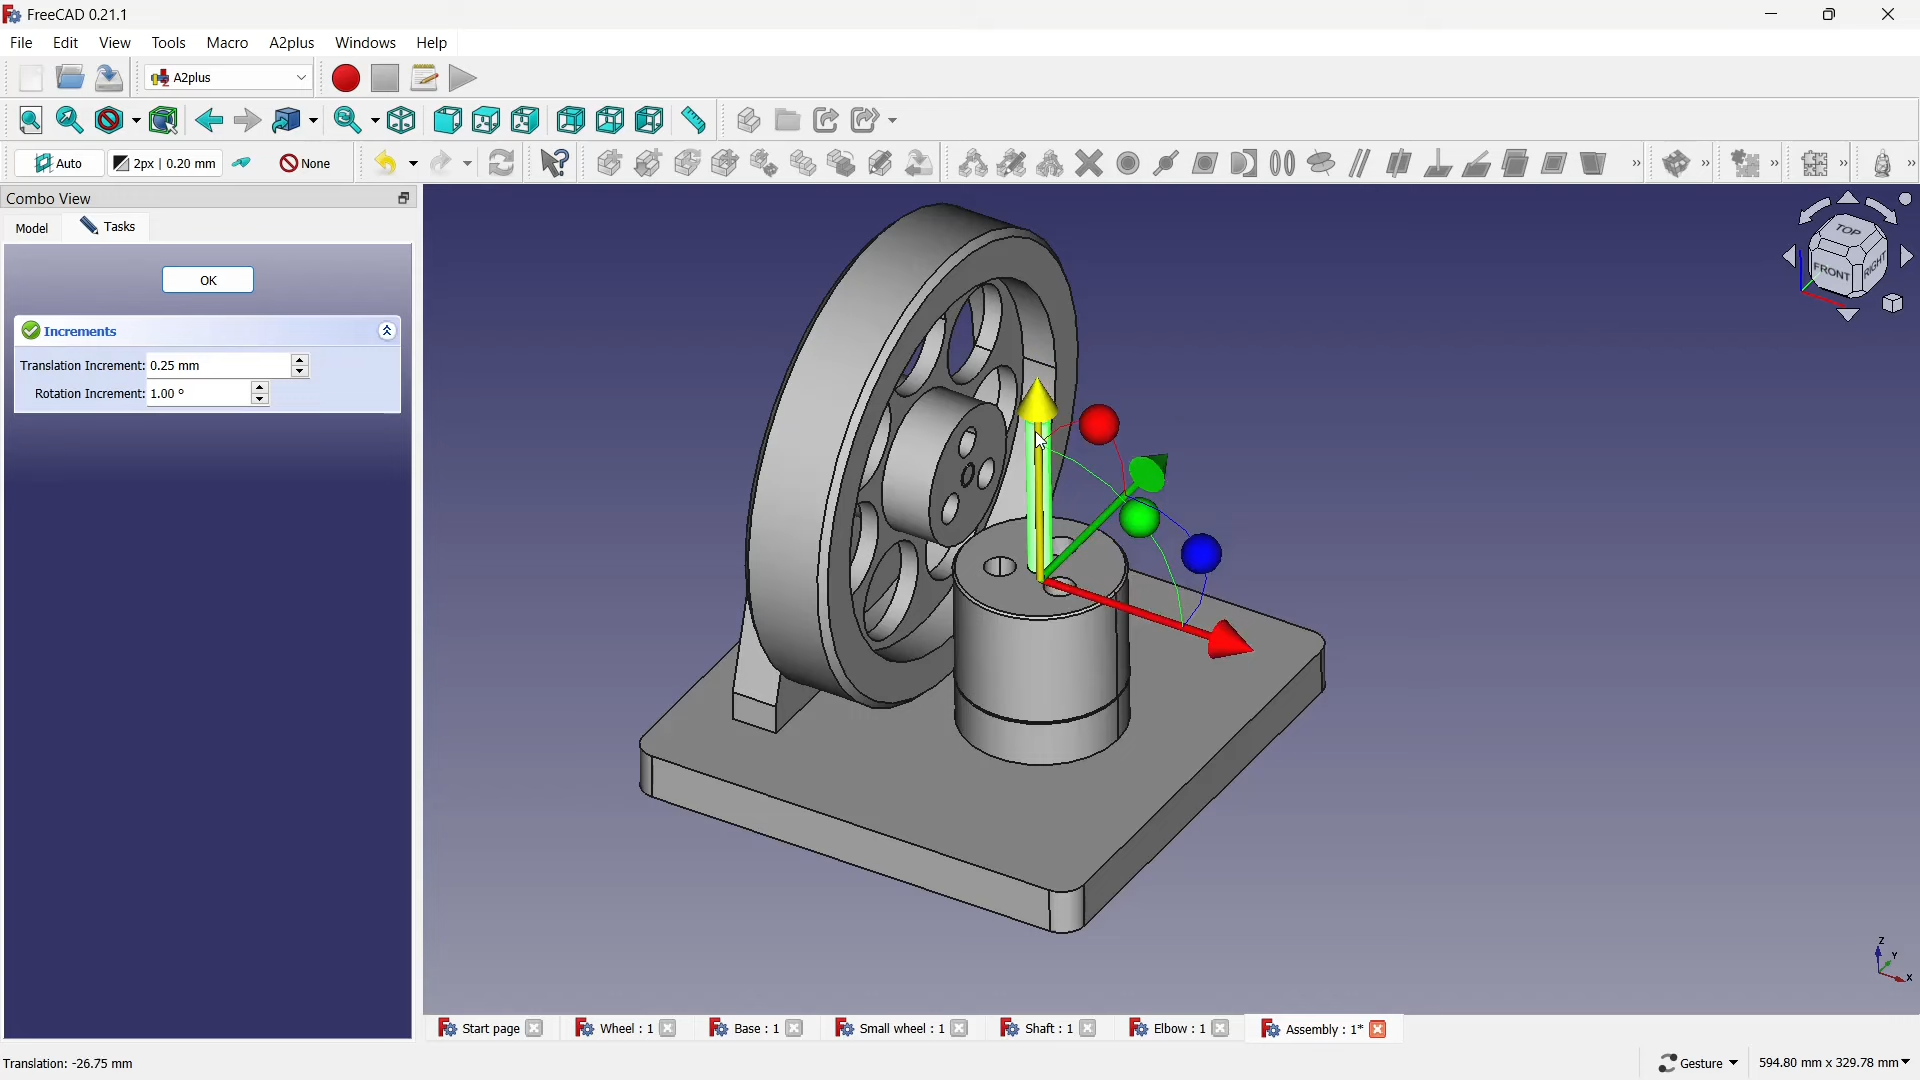 FreeCAD 0.21.1
File Edit View Tools Macro A2plus Windows Help
A2plus
Auto 2px | 0.20 mm None
Combo View
Model Tasks
OK
Increments
Translation Increment: 0.25 mm
Rotation Increment: 1.00 °
TOP
FRONT RIGHT
Z
Y
X
Start page Wheel : 1 Base : 1 Small wheel : 1 Shaft : 1 Elbow : 1 Assembly : 1*
Translation: -26.75 mm Gesture 594.80 mm x 329.78 mm